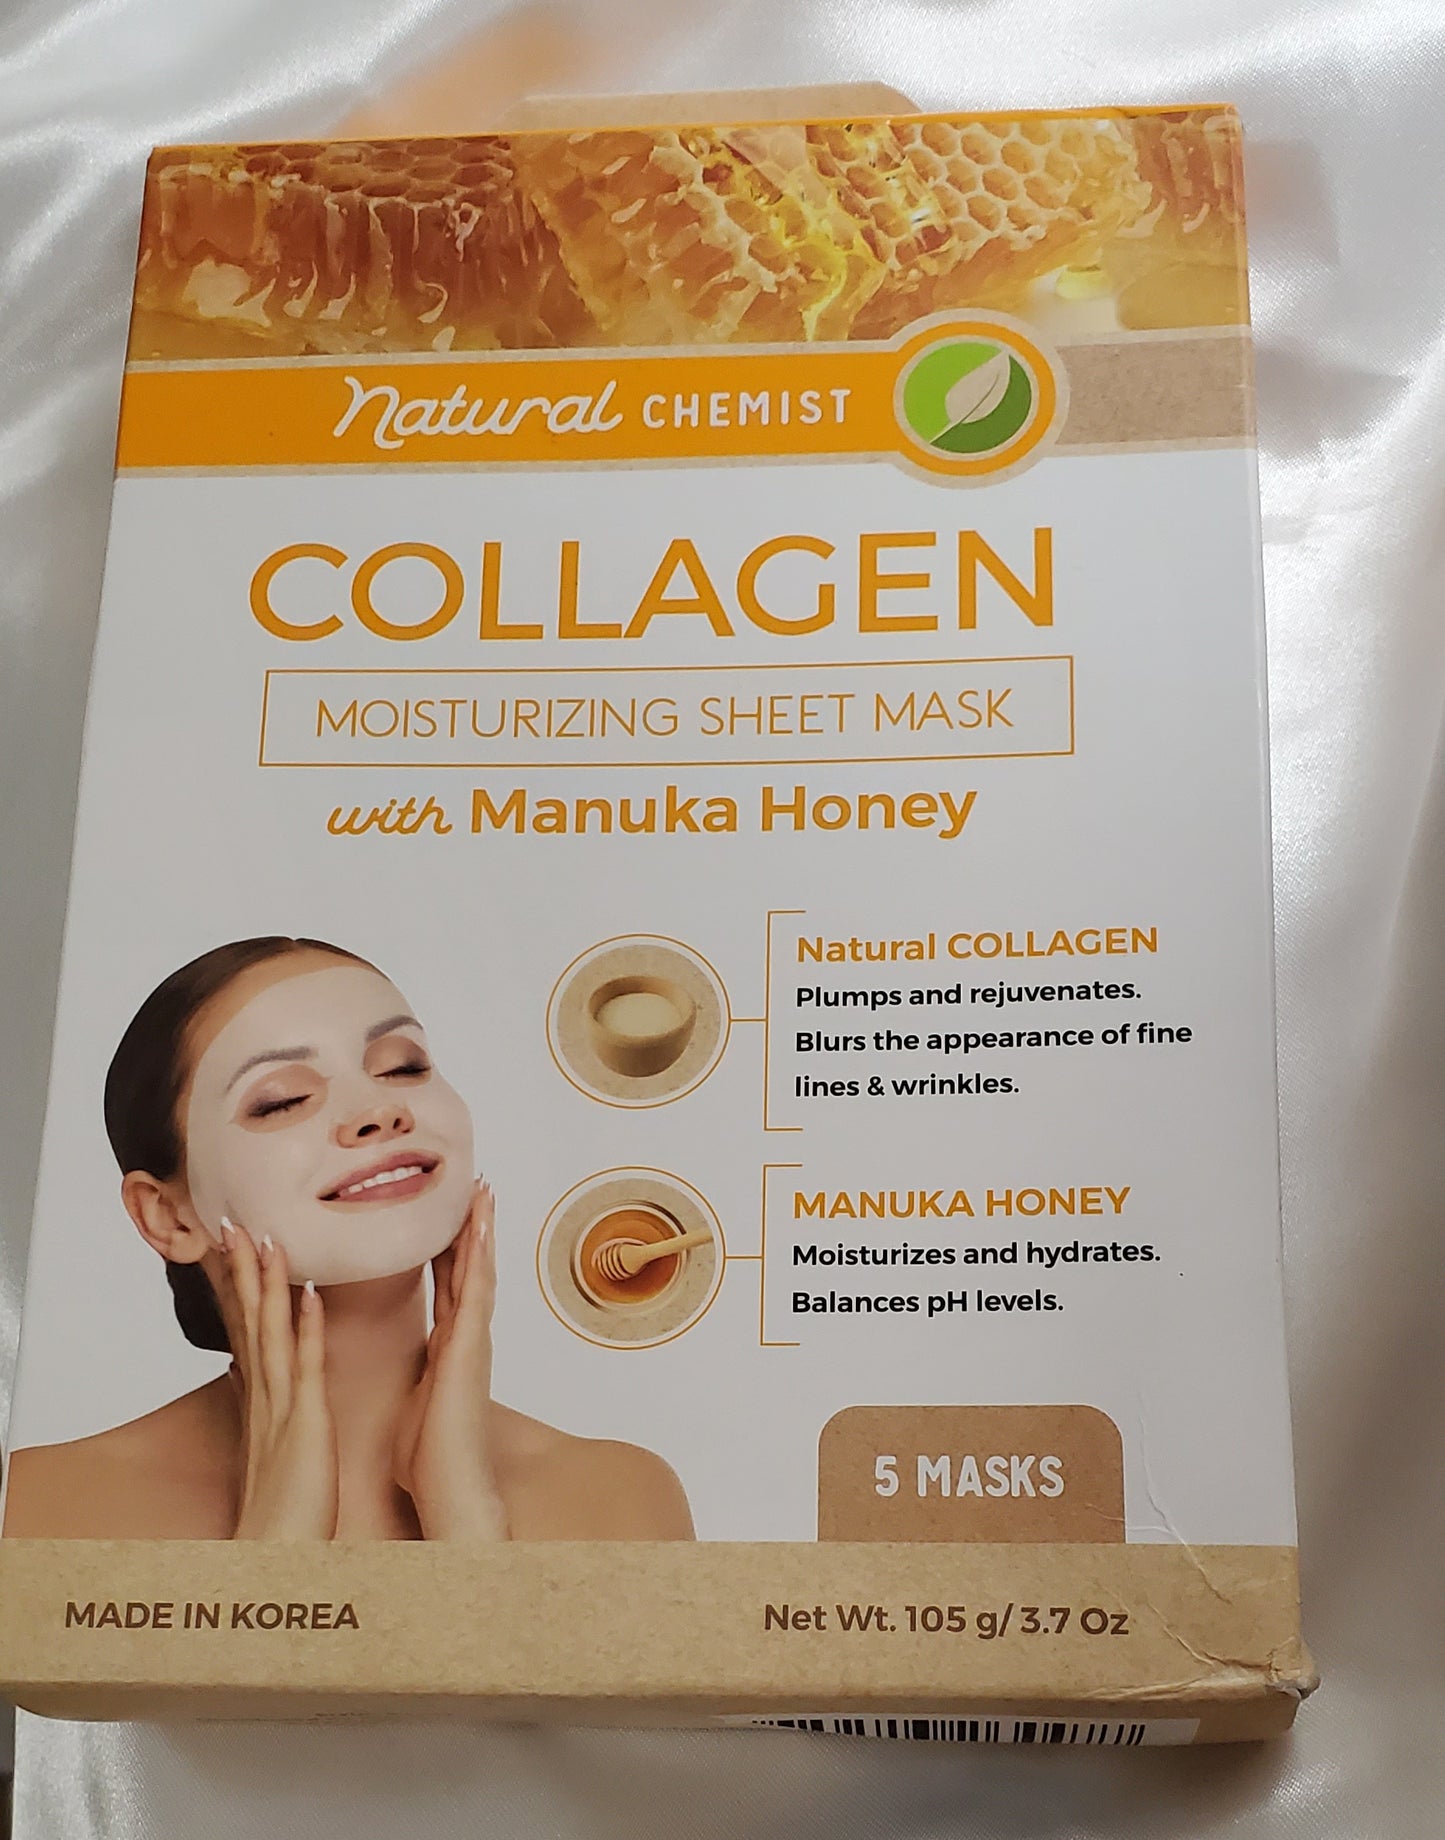 Natural CHEMIST
COLLAGEN
MOISTURIZING SHEET MASK
with Manuka Honey
Natural COLLAGEN
Plumps and rejuvenates.
Blurs the appearance of fine
lines & wrinkles.
MANUKA HONEY
Moisturizes and hydrates.
Balances pH levels.
5 MASKS
MADE IN KOREA
Net Wt. 105 g/ 3.7 Oz